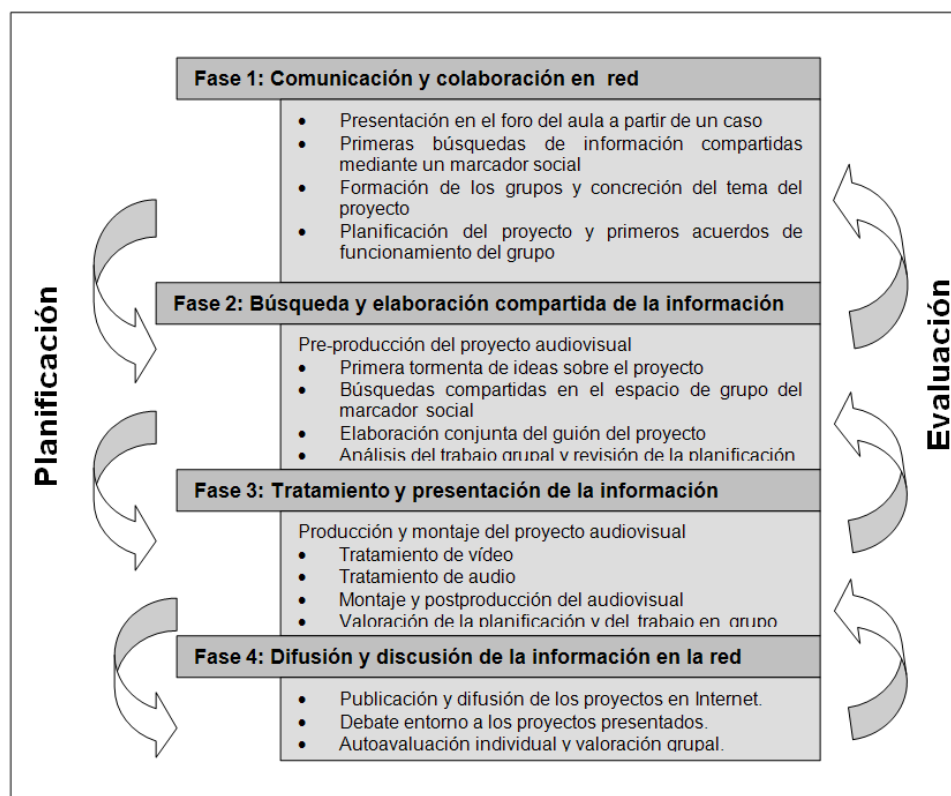 Fase 1: Comunicación y colaboración en red
• Presentación en el foro del aula a partir de un caso
• Primeras búsquedas de información compartidas
mediante un marcador social
• Formación de los grupos y concreción del tema del
proyecto
• Planificación del proyecto y primeros acuerdos de
funcionamiento del grupo
Planificación
Evaluación
Fase 2: Búsqueda y elaboración compartida de la información
Pre-producción del proyecto audiovisual
• Primera tormenta de ideas sobre el proyecto
• Búsquedas compartidas en el espacio de grupo del
marcador social
• Elaboración conjunta del guión del proyecto
• Análisis del trabajo grupal y revisión de la planificación
Fase 3: Tratamiento y presentación de la información
Producción y montaje del proyecto audiovisual
• Tratamiento de vídeo
• Tratamiento de audio
• Montaje y postproducción del audiovisual
• Valoración de la planificación y del trabajo en grupo
Fase 4: Difusión y discusión de la información en la red
• Publicación y difusión de los proyectos en Internet.
• Debate entorno a los proyectos presentados.
• Autoavaluación individual y valoración grupal.